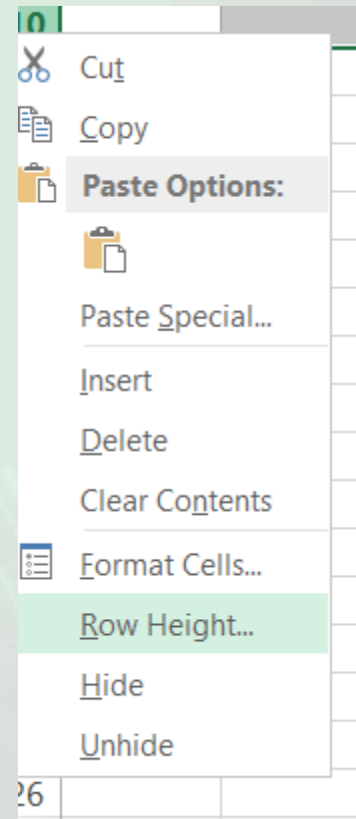 10
Cut
Copy
Paste Options:
Paste Special...
Insert
Delete
Clear Contents
Format Cells...
Row Height...
Hide
Unhide
26